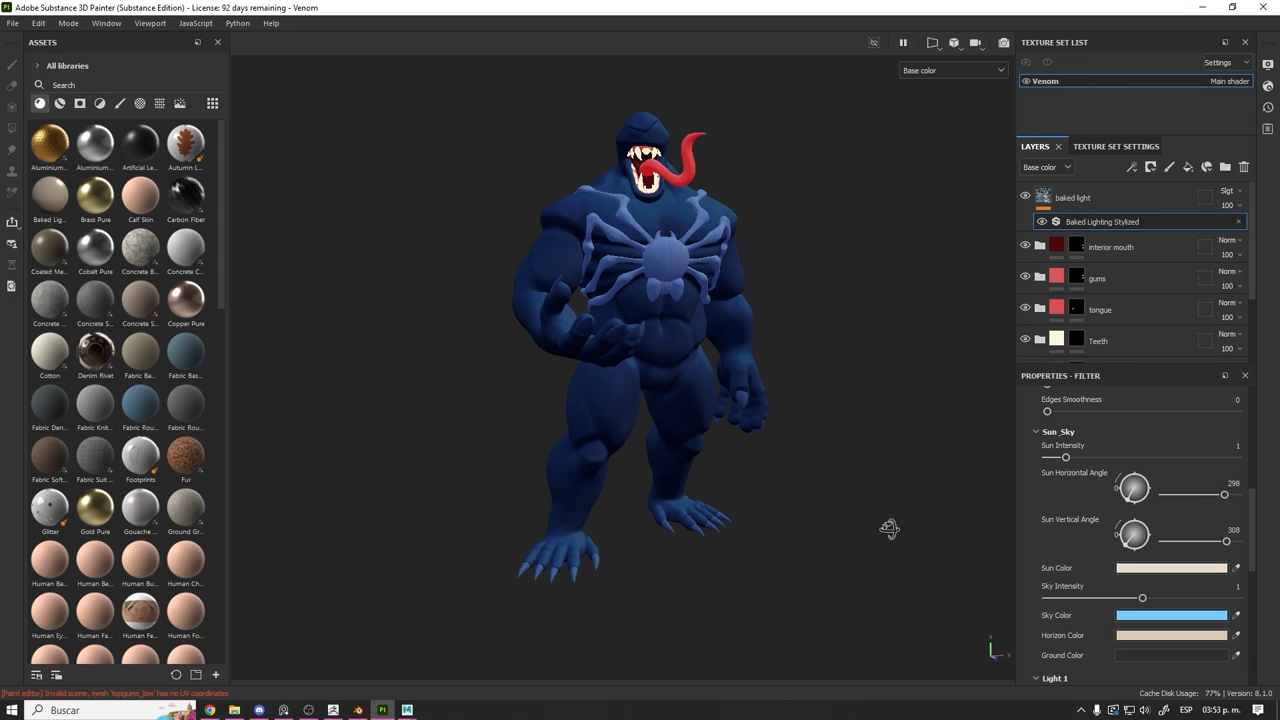 Adobe Substance 3D Painter (Substance Edition) - License: 92 days remaining - Venom
File Edit Mode Window Viewport JavaScript Python Help
ASSETS
All libraries
Search
Aluminium... Aluminium... Artificial Le... Autumn L...
Baked Lig... Brass Pure Calf Skin Carbon Fiber
Coated Me... Cobalt Pure Concrete B... Concrete C...
Concrete ... Concrete S... Concrete S... Copper Pure
Cotton Denim Rivet Fabric Ba... Fabric Bas...
Fabric Den... Fabric Knit... Fabric Rou... Fabric Rou...
Fabric Soft... Fabric Suit ... Footprints Fur
Glitter Gold Pure Gouache ... Ground Gr...
Human Ba... Human Be... Human Bu... Human Ch...
Human Ey... Human Fa... Human Fe... Human Fo...
Base color
TEXTURE SET LIST
Settings
Venom Main shader
LAYERS TEXTURE SET SETTINGS
Base color
baked light Slgt 100
Baked Lighting Stylized
interior mouth Norm 100
gums Norm 100
tongue Norm 100
Teeth Norm 100
PROPERTIES - FILTER
Edges Smoothness 0
Sun_Sky
Sun Intensity 1
Sun Horizontal Angle 298
Sun Vertical Angle 308
Sun Color
Sky Intensity 1
Sky Color
Horizon Color
Ground Color
Light 1
Y
X
[Paint editor] Invalid scene, mesh 'topgums_low' has no UV coordinates
Cache Disk Usage: 77% | Version: 8.1.0
Buscar
ESP 03:53 p. m.